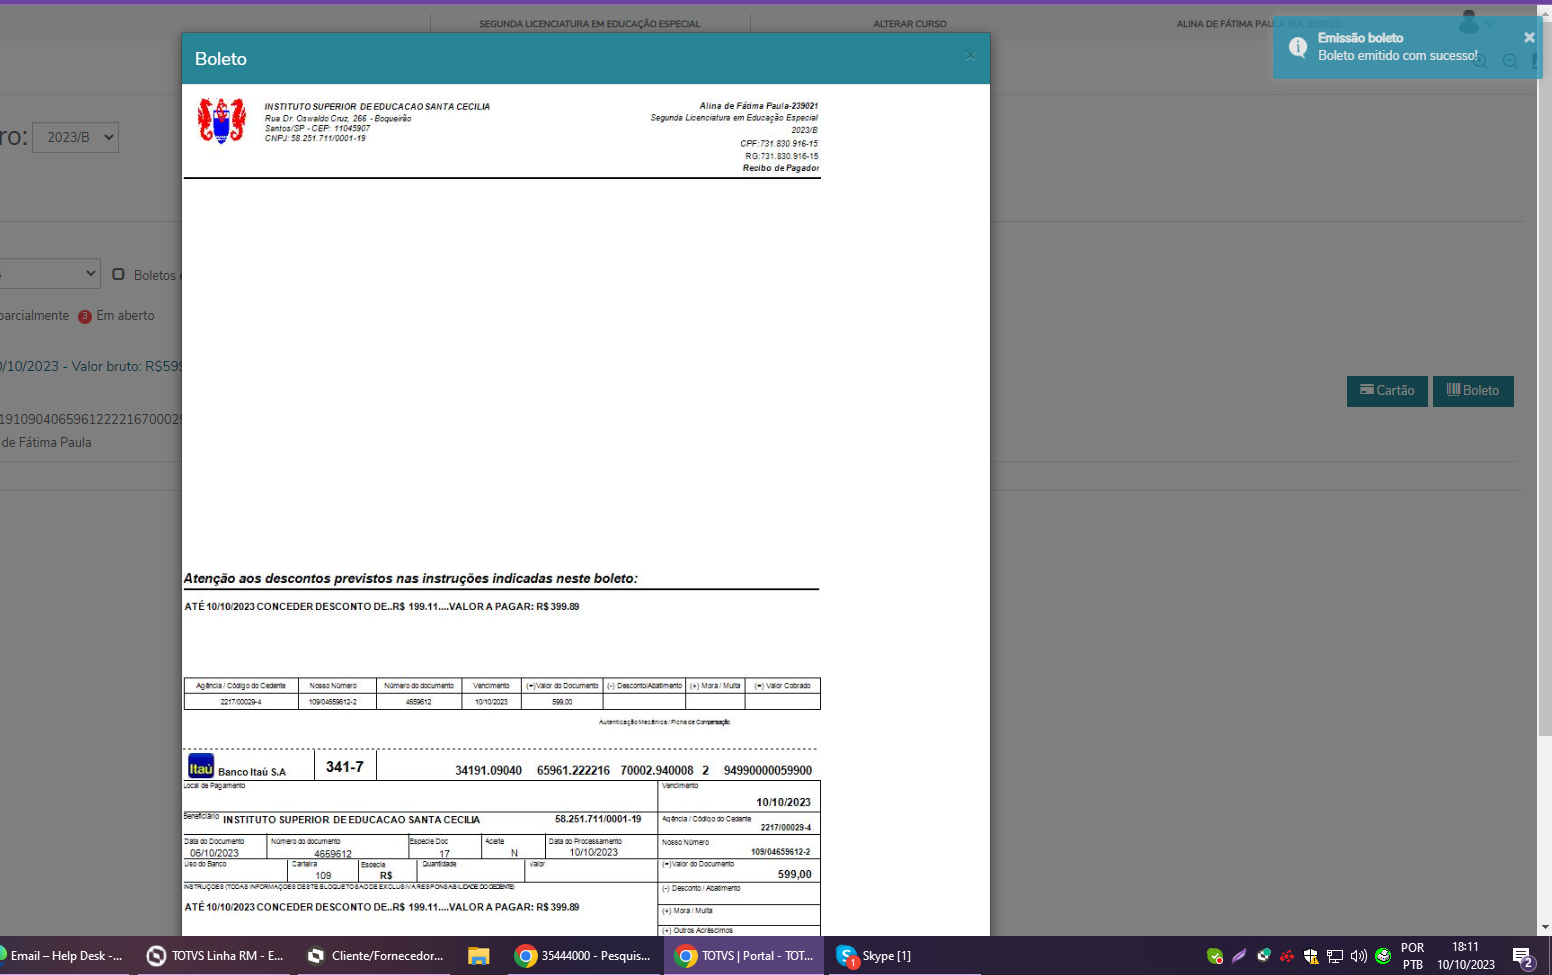 SEGUNDA LICENCIATURA EM EDUCAÇÃO ESPECIAL
ALTERAR CURSO
ALINA DE FÁTIMA PAULA (RA: 239021)
Emissão boleto
Boleto emitido com sucesso!
Boleto
INSTITUTO SUPERIOR DE EDUCACAO SANTA CECILIA
Rua Dr. Oswaldo Cruz, 266 - Boqueirão
Santos/SP - CEP: 11045907
CNPJ: 58.251.711/0001-19
Alina de Fátima Paula-239021
Segunda Licenciatura em Educação Especial
2023/B
CPF:731.830.916-15
RG:731.830.916-15
Recibo de Pagador
ro: 2023/B
s
Boletos
parcialmente 3 Em aberto
0/10/2023 - Valor bruto: R$599
Cartão
Boleto
1910904065961222216700029
de Fátima Paula
Atenção aos descontos previstos nas instruções indicadas neste boleto:
ATÉ 10/10/2023 CONCEDER DESCONTO DE..R$ 199.11....VALOR A PAGAR: R$ 399.89
Agência / Código do Cedente Nosso Número Número do documento Vencimento (=)Valor do Documento (-) Desconto/Abatimento (+) Mora / Multa (=) Valor Cobrado
2217/00029-4 109/04659612-2 4659612 10/10/2023 599,00
Autenticação Mecânica / Ficha de Compensação
Itaú Banco Itaú S.A 341-7 34191.09040 65961.222216 70002.940008 2 94990000059900
Local de Pagamento Vencimento
10/10/2023
Beneficiário INSTITUTO SUPERIOR DE EDUCACAO SANTA CECILIA 58.251.711/0001-19 Agência / Código do Cedente
2217/00029-4
Data do Documento Número do documento Especie Doc Aceite Data do Processamento Nosso Número
06/10/2023 4659612 17 N 10/10/2023 109/04659612-2
Uso do Banco Carteira Especie Quantidade Valor (=)Valor do Documento
109 R$ 599,00
INSTRUÇÕES (TODAS INFORMAÇÕES DESTE BLOQUETO SAO DE EXCLUSIVA RESPONSABILIDADE DO CEDENTE) (-) Desconto / Abatimento
ATÉ 10/10/2023 CONCEDER DESCONTO DE..R$ 199.11....VALOR A PAGAR: R$ 399.89
(+) Mora / Multa
(+) Outros Acréscimos
Email – Help Desk -... TOTVS Linha RM - E... Cliente/Fornecedor... 35444000 - Pesquis... TOTVS | Portal - TOT... 1 Skype [1]
POR
PTB
18:11
10/10/2023
2